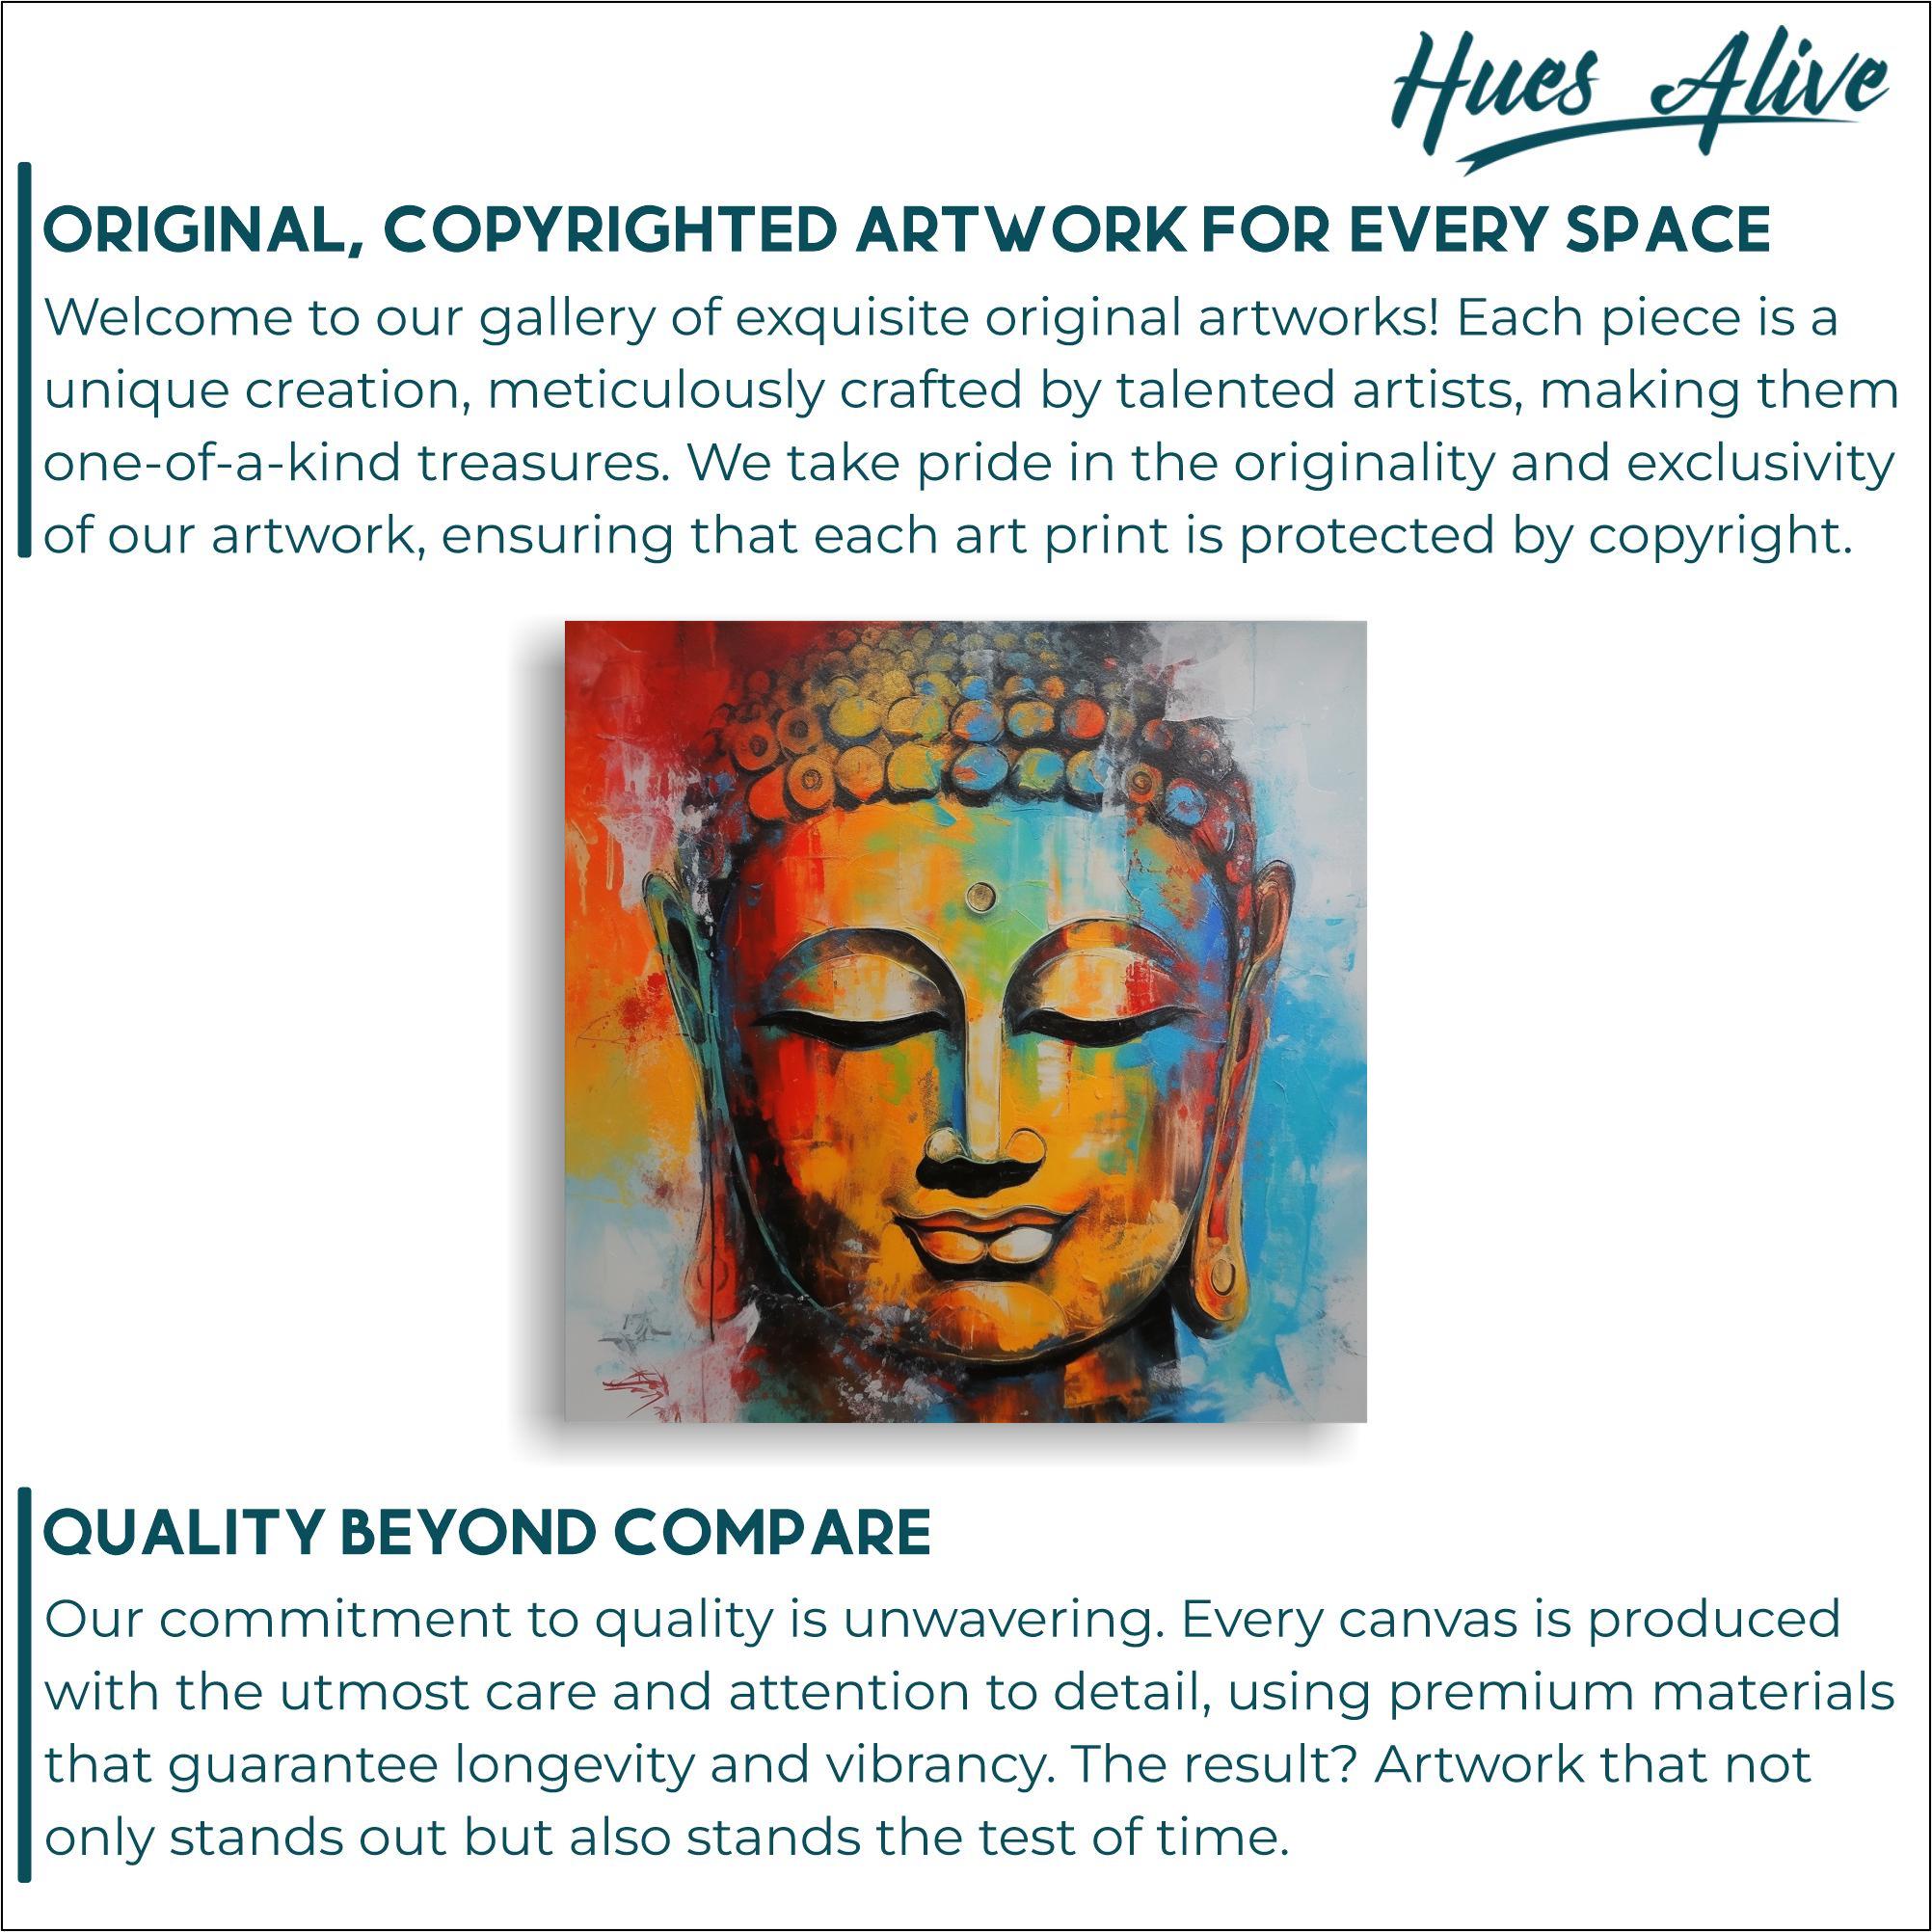 Hues Alive
ORIGINAL, COPYRIGHTED ARTWORK FOR EVERY SPACE
Welcome to our gallery of exquisite original artworks! Each piece is a
unique creation, meticulously crafted by talented artists, making them
one-of-a-kind treasures. We take pride in the originality and exclusivity
of our artwork, ensuring that each art print is protected by copyright.
QUALITY BEYOND COMPARE
Our commitment to quality is unwavering. Every canvas is produced
with the utmost care and attention to detail, using premium materials
that guarantee longevity and vibrancy. The result? Artwork that not
only stands out but also stands the test of time.